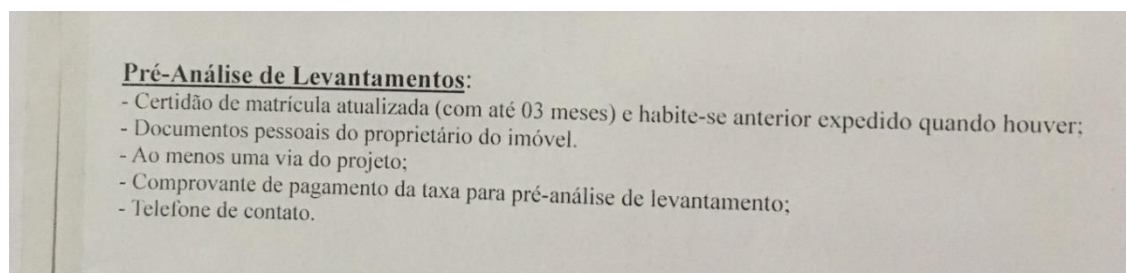 Pré-Análise de Levantamentos:
- Certidão de matrícula atualizada (com até 03 meses) e habite-se anterior expedido quando houver;
- Documentos pessoais do proprietário do imóvel.
- Ao menos uma via do projeto;
- Comprovante de pagamento da taxa para pré-análise de levantamento;
- Telefone de contato.